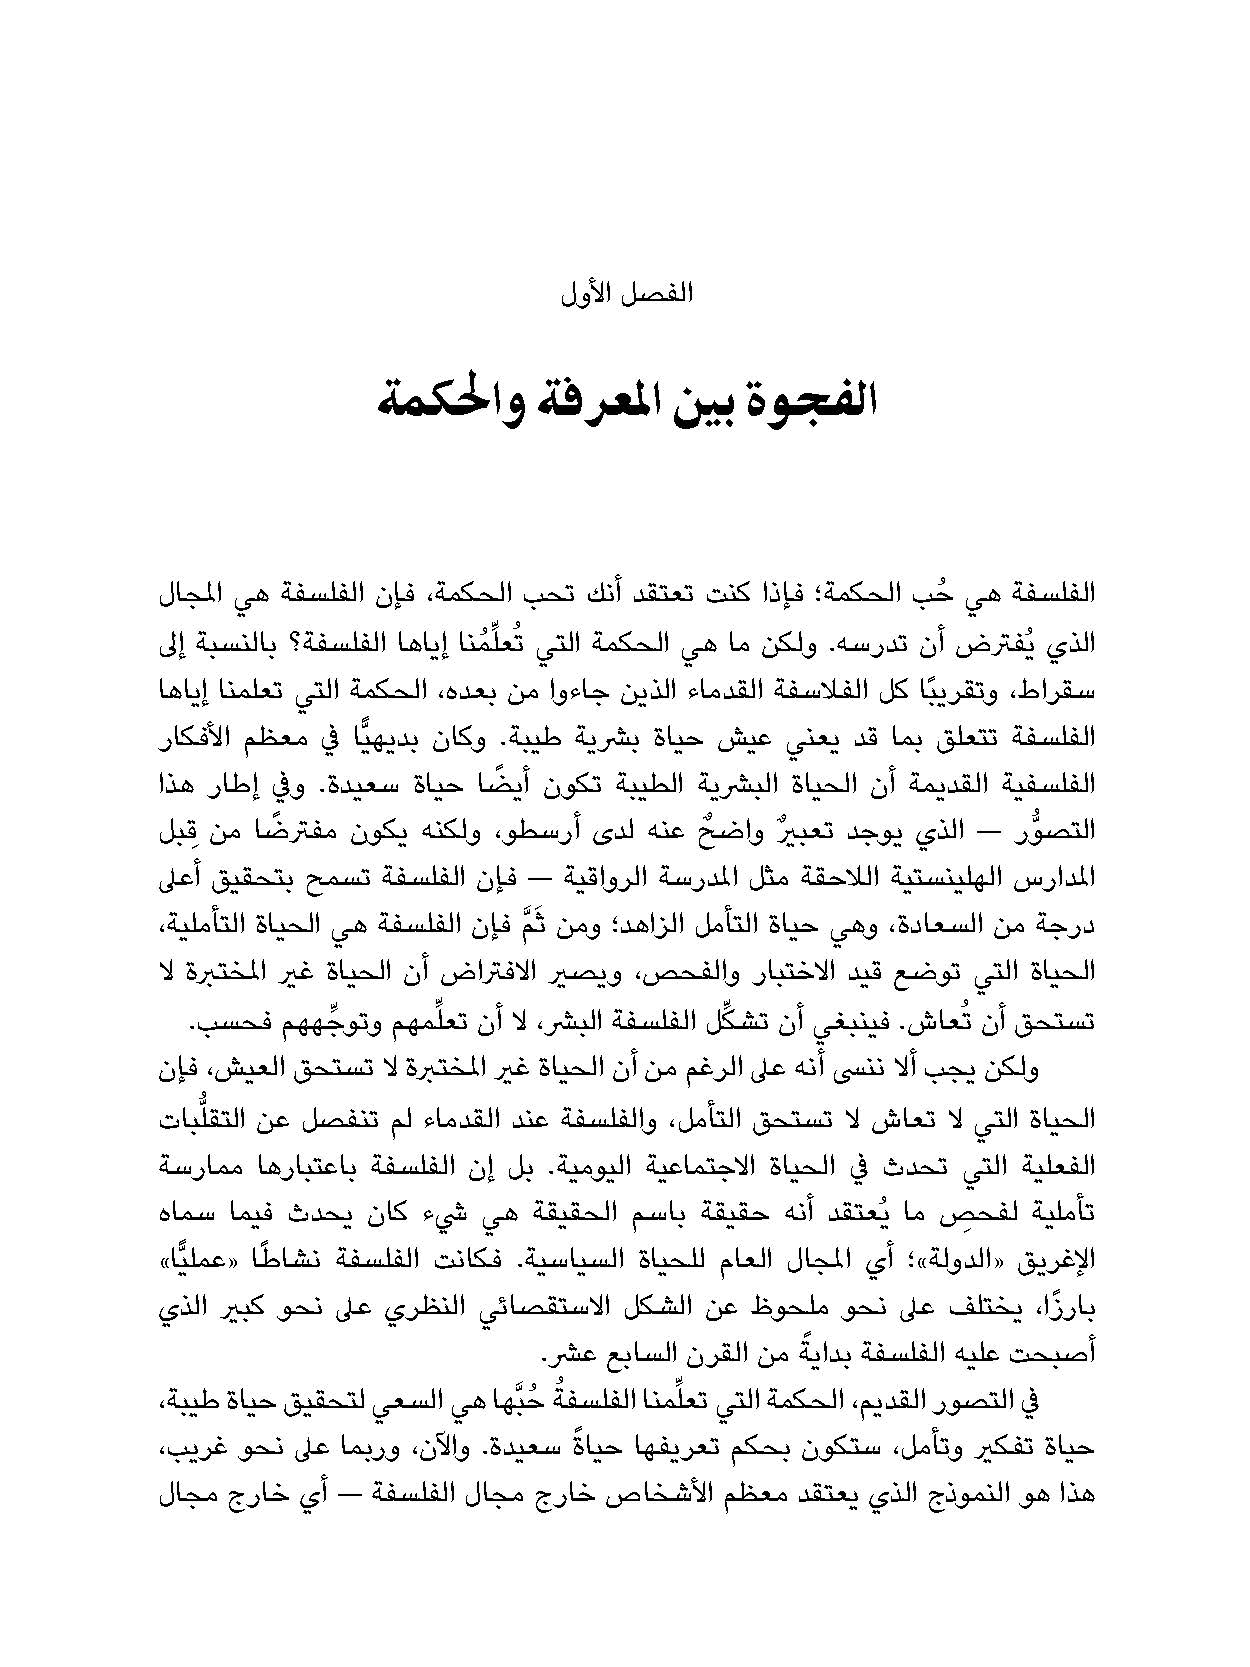 الفصل الأول
الفجوة بين المعرفة والحكمة
الفلسفة هي حُب الحكمة؛ فإذا كنت تعتقد أنك تحب الحكمة، فإن الفلسفة هي المجال
الذي يُفترض أن تدرسه. ولكن ما هي الحكمة التي تُعلِّمُنا إياها الفلسفة؟ بالنسبة إلى
سقراط، وتقريبًا كل الفلاسفة القدماء الذين جاءوا من بعده، الحكمة التي تعلمنا إياها
الفلسفة تتعلق بما قد يعني عيش حياة بشرية طيبة. وكان بديهيًّا في معظم الأفكار
الفلسفية القديمة أن الحياة البشرية الطيبة تكون أيضًا حياة سعيدة. وفي إطار هذا
التصوُّر — الذي يوجد تعبيرٌ واضحٌ عنه لدى أرسطو، ولكنه يكون مفترضًا من قِبل
المدارس الهلينيستية اللاحقة مثل المدرسة الرواقية — فإن الفلسفة تسمح بتحقيق أعلى
درجة من السعادة، وهي حياة التأمل الزاهد؛ ومن ثَمَّ فإن الفلسفة هي الحياة التأملية،
الحياة التي توضع قيد الاختبار والفحص، ويصير الافتراض أن الحياة غير المختبرة لا
تستحق أن تُعاش. فينبغي أن تشكِّل الفلسفة البشر، لا أن تعلِّمهم وتوجِّههم فحسب.
ولكن يجب ألا ننسى أنه على الرغم من أن الحياة غير المختبرة لا تستحق العيش، فإن
الحياة التي لا تعاش لا تستحق التأمل، والفلسفة عند القدماء لم تنفصل عن التقلُّبات
الفعلية التي تحدث في الحياة الاجتماعية اليومية. بل إن الفلسفة باعتبارها ممارسة
تأملية لفحصِ ما يُعتقد أنه حقيقة باسم الحقيقة هي شيء كان يحدث فيما سماه
الإغريق «الدولة»؛ أي المجال العام للحياة السياسية. فكانت الفلسفة نشاطًا «عمليًّا»
بارزًا، يختلف على نحو ملحوظ عن الشكل الاستقصائي النظري على نحو كبير الذي
أصبحت عليه الفلسفة بدايةً من القرن السابع عشر.
في التصور القديم، الحكمة التي تعلِّمنا الفلسفةُ حُبَّها هي السعي لتحقيق حياة طيبة،
حياة تفكير وتأمل، ستكون بحكم تعريفها حياةً سعيدة. والآن، وربما على نحو غريب،
هذا هو النموذج الذي يعتقد معظم الأشخاص خارج مجال الفلسفة — أي خارج مجال